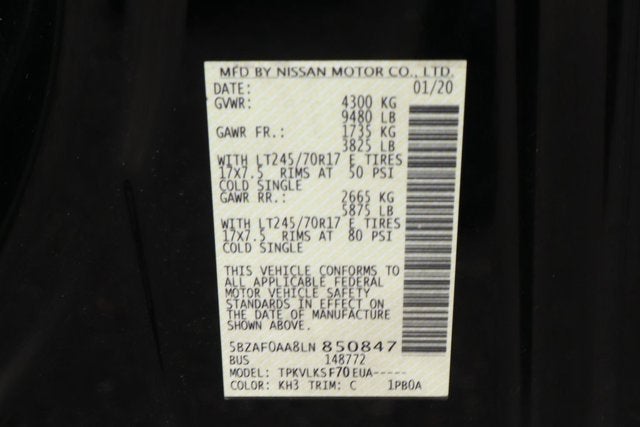 MFD BY NISSAN MOTOR CO., LTD.
DATE: 01/20
GVWR: 4300 KG
9480 LB
GAWR FR.: 1735 KG
3825 LB
WITH LT245/70R17 E TIRES
17X7.5 RIMS AT 50 PSI
COLD SINGLE
GAWR RR.: 2665 KG
5875 LB
WITH LT245/70R17 E TIRES
17X7.5 RIMS AT 80 PSI
COLD SINGLE
THIS VEHICLE CONFORMS TO
ALL APPLICABLE FEDERAL
MOTOR VEHICLE SAFETY
STANDARDS IN EFFECT ON
THE DATE OF MANUFACTURE
SHOWN ABOVE.
5BZAF0AA8LN 850847
BUS 148772
MODEL: TPKVLKSF70EUA-----
COLOR: KH3 TRIM: C 1PB0A